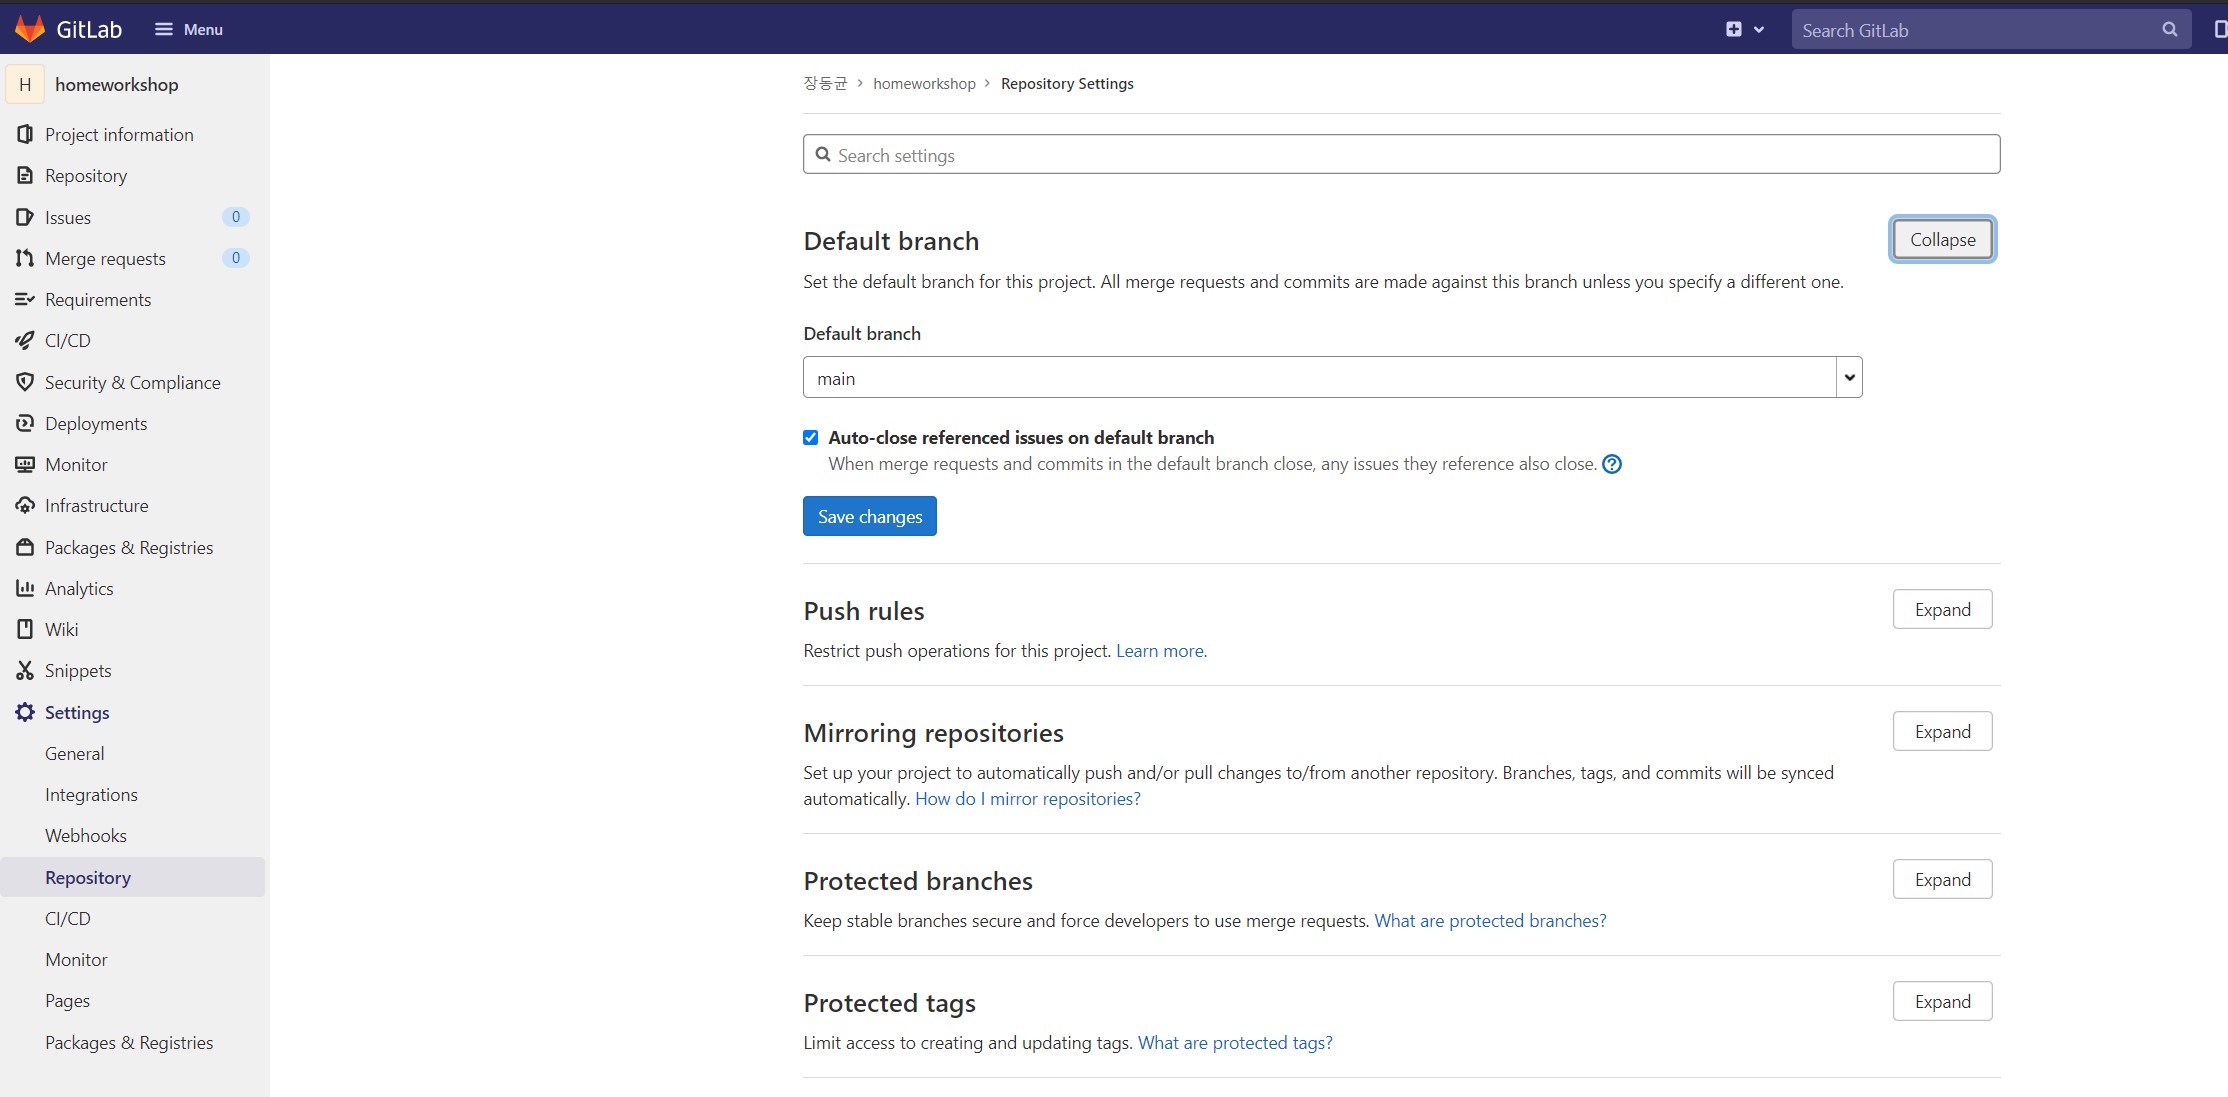 GitLab
Menu
Search GitLab
H homeworkshop
Project information
Repository
Issues 0
Merge requests 0
Requirements
CI/CD
Security & Compliance
Deployments
Monitor
Infrastructure
Packages & Registries
Analytics
Wiki
Snippets
Settings
General
Integrations
Webhooks
Repository
CI/CD
Monitor
Pages
Packages & Registries
장동균 › homeworkshop › Repository Settings
Search settings
Default branch
Collapse
Set the default branch for this project. All merge requests and commits are made against this branch unless you specify a different one.
Default branch
main
Auto-close referenced issues on default branch
When merge requests and commits in the default branch close, any issues they reference also close.
Save changes
Push rules
Expand
Restrict push operations for this project. Learn more.
Mirroring repositories
Expand
Set up your project to automatically push and/or pull changes to/from another repository. Branches, tags, and commits will be synced
automatically. How do I mirror repositories?
Protected branches
Expand
Keep stable branches secure and force developers to use merge requests. What are protected branches?
Protected tags
Expand
Limit access to creating and updating tags. What are protected tags?